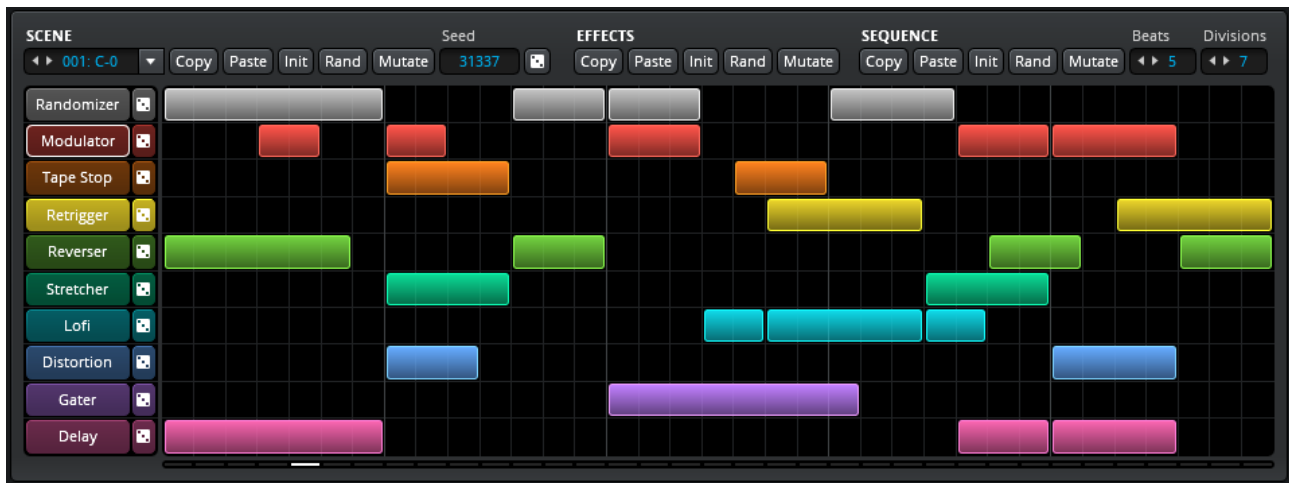 SCENE Seed EFFECTS SEQUENCE Beats Divisions
001: C-0 Copy Paste Init Rand Mutate 31337 Copy Paste Init Rand Mutate Copy Paste Init Rand Mutate 5 7
Randomizer
Modulator
Tape Stop
Retrigger
Reverser
Stretcher
Lofi
Distortion
Gater
Delay